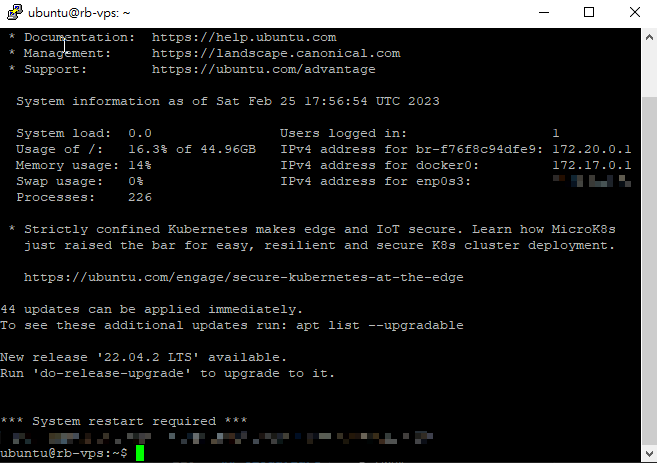 ubuntu@rb-vps: ~
* Documentation:  https://help.ubuntu.com
* Management:     https://landscape.canonical.com
* Support:        https://ubuntu.com/advantage
System information as of Sat Feb 25 17:56:54 UTC 2023
System load:  0.0                Users logged in:                  1
Usage of /:   16.3% of 44.96GB   IPv4 address for br-f76f8c94dfe9: 172.20.0.1
Memory usage: 14%                IPv4 address for docker0:         172.17.0.1
Swap usage:   0%                 IPv4 address for enp0s3:
Processes:    226
* Strictly confined Kubernetes makes edge and IoT secure. Learn how MicroK8s
just raised the bar for easy, resilient and secure K8s cluster deployment.
https://ubuntu.com/engage/secure-kubernetes-at-the-edge
44 updates can be applied immediately.
To see these additional updates run: apt list --upgradable
New release '22.04.2 LTS' available.
Run 'do-release-upgrade' to upgrade to it.
*** System restart required ***
ubuntu@rb-vps:~$